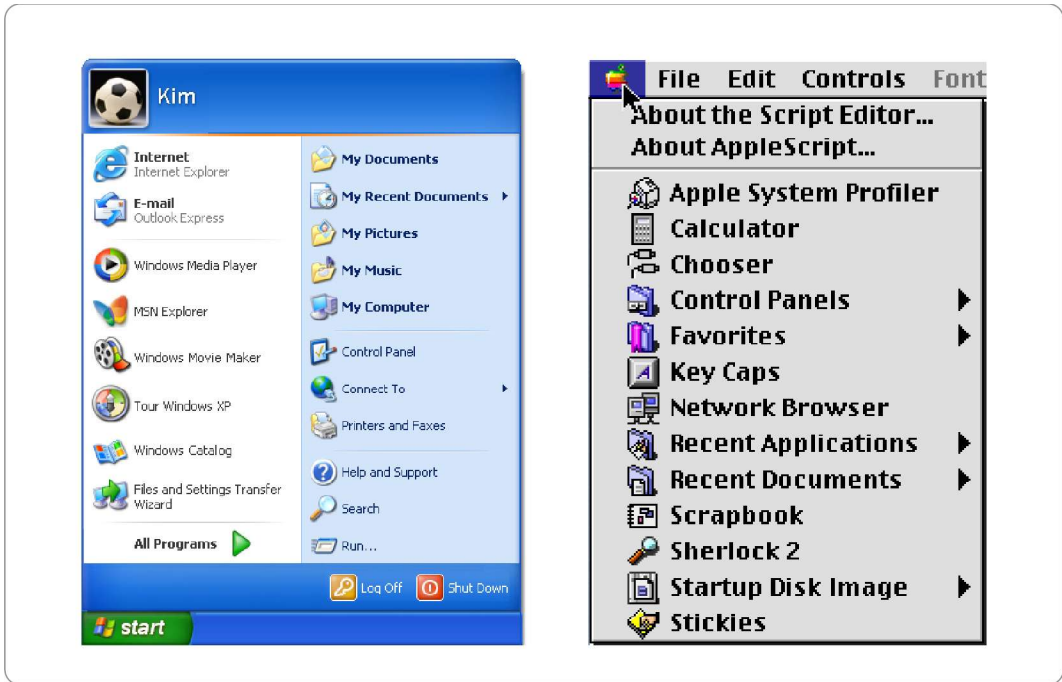 Kim
Internet
Internet Explorer
E-mail
Outlook Express
Windows Media Player
MSN Explorer
Windows Movie Maker
Tour Windows XP
Windows Catalog
Files and Settings Transfer
Wizard
All Programs
My Documents
My Recent Documents
My Pictures
My Music
My Computer
Control Panel
Connect To
Printers and Faxes
Help and Support
Search
Run...
Log Off Shut Down
start
File Edit Controls Font
About the Script Editor...
About AppleScript...
Apple System Profiler
Calculator
Chooser
Control Panels
Favorites
Key Caps
Network Browser
Recent Applications
Recent Documents
Scrapbook
Sherlock 2
Startup Disk Image
Stickies